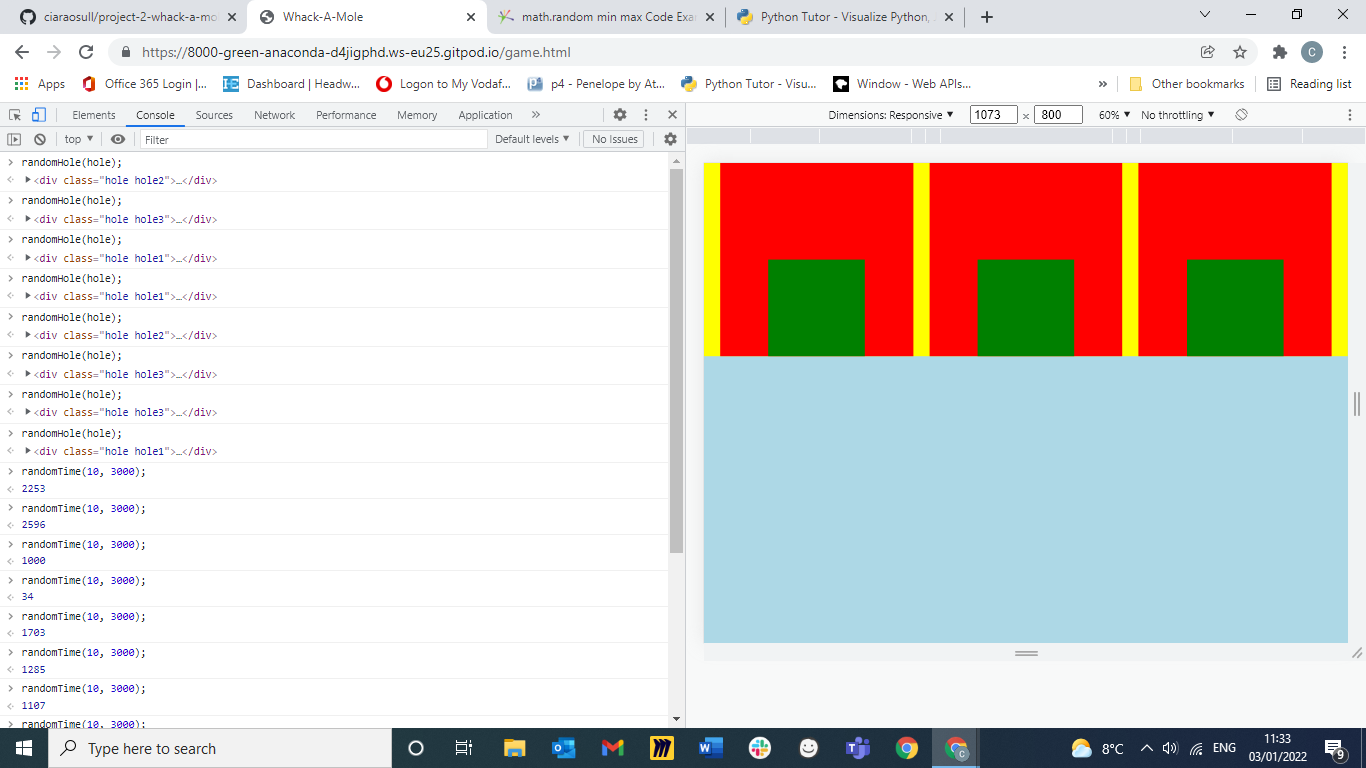 ciaraosull/project-2-whack-a-mo
Whack-A-Mole
math.random min max Code Exa
Python Tutor - Visualize Python,
https://8000-green-anaconda-d4jigphd.ws-eu25.gitpod.io/game.html
C
Apps
Office 365 Login |...
Dashboard | Headw...
Logon to My Vodaf...
p4 - Penelope by At...
Python Tutor - Visu...
Window - Web APIs...
»
Other bookmarks
Reading list
Elements Console Sources Network Performance Memory Application »
top Filter Default levels No Issues
randomHole(hole);
<div class="hole hole2">…</div>
randomHole(hole);
<div class="hole hole3">…</div>
randomHole(hole);
<div class="hole hole1">…</div>
randomHole(hole);
<div class="hole hole1">…</div>
randomHole(hole);
<div class="hole hole2">…</div>
randomHole(hole);
<div class="hole hole3">…</div>
randomHole(hole);
<div class="hole hole3">…</div>
randomHole(hole);
<div class="hole hole1">…</div>
randomTime(10, 3000);
2253
randomTime(10, 3000);
2596
randomTime(10, 3000);
1000
randomTime(10, 3000);
34
randomTime(10, 3000);
1703
randomTime(10, 3000);
1285
randomTime(10, 3000);
1107
randomTime(10, 3000);
Dimensions: Responsive 1073 × 800 60% No throttling
Type here to search
8°C
ENG
11:33
03/01/2022
9